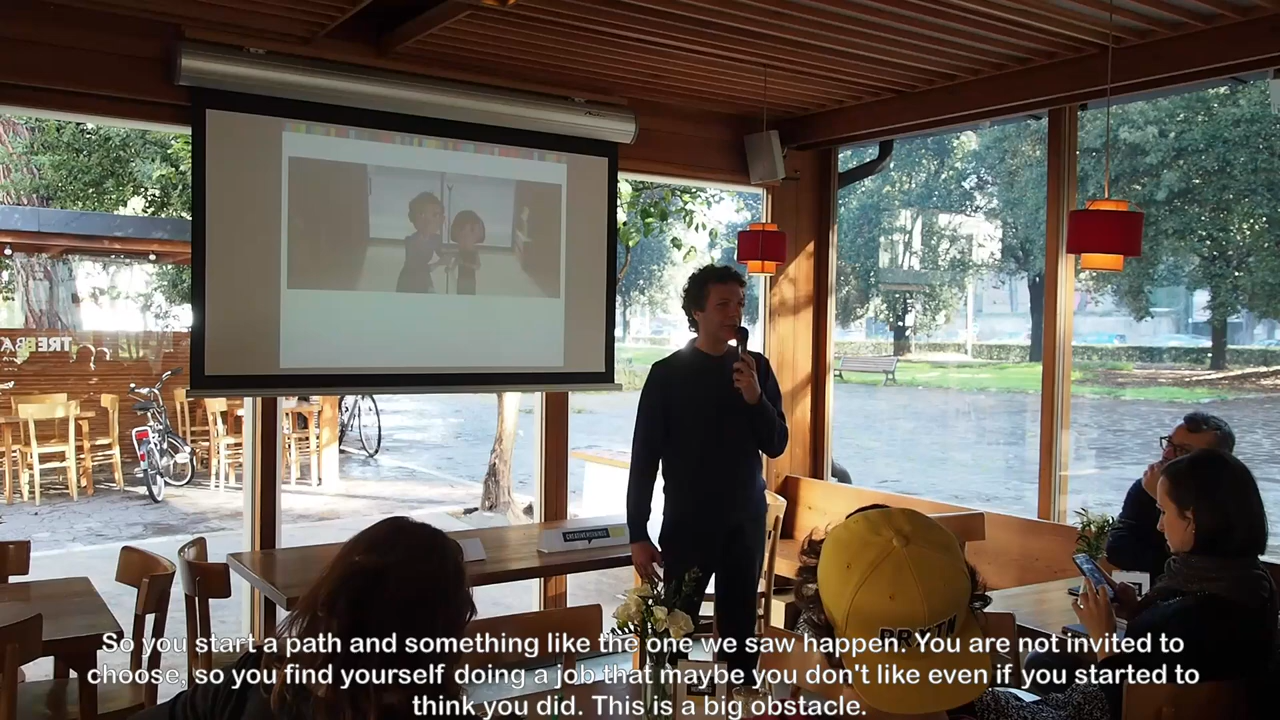 TREEBA
CREATIVEMORNINGS
So you start a path and something like the one we saw happen. You are not invited to
choose, so you find yourself doing a job that maybe you don't like even if you started to
think you did. This is a big obstacle.